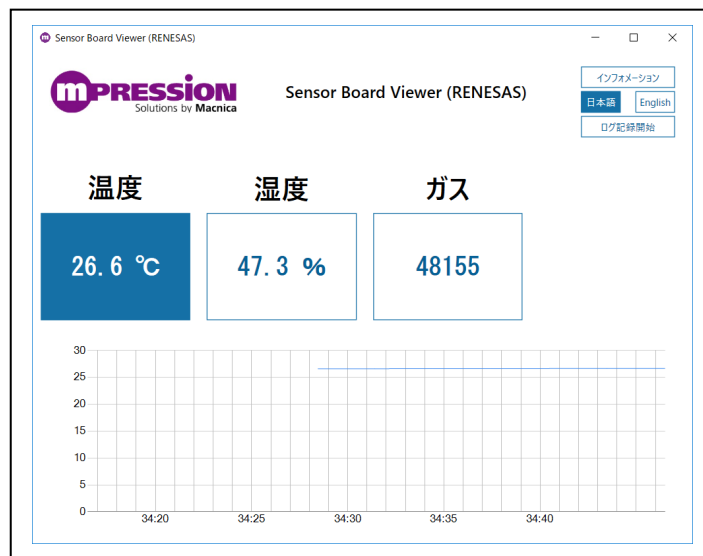 Sensor Board Viewer (RENESAS)
mPRESSiON
Solutions by Macnica
Sensor Board Viewer (RENESAS)
インフォメーション
日本語 English
ログ記録開始
温度 湿度 ガス
26.6 ℃ 47.3 % 48155
30
25
20
15
10
5
0
34:20 34:25 34:30 34:35 34:40